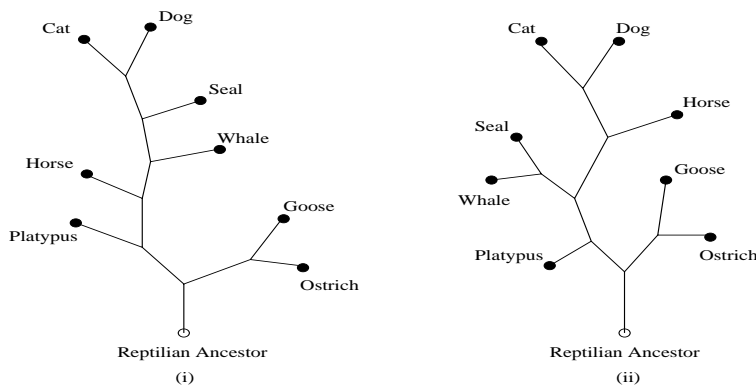 Cat
Dog
Seal
Whale
Horse
Goose
Platypus
Ostrich
Reptilian Ancestor
(i)
Cat
Dog
Horse
Seal
Goose
Whale
Platypus
Ostrich
Reptilian Ancestor
(ii)